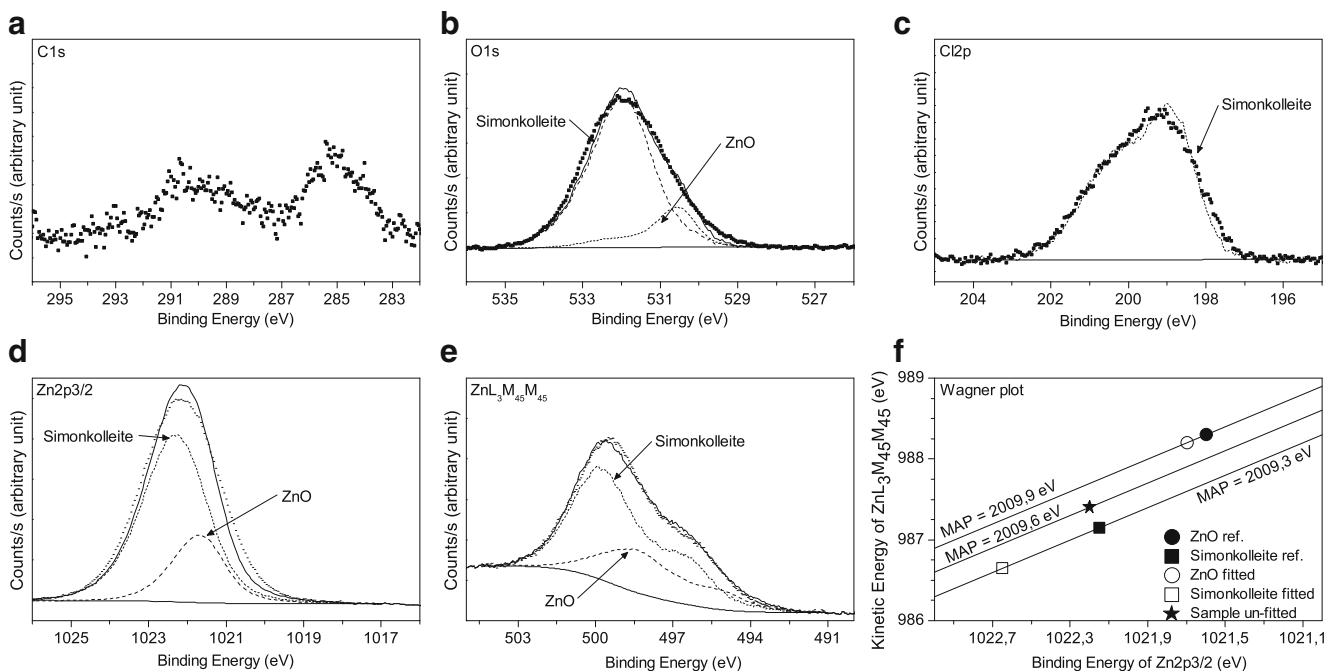 a
C1s
Counts/s (arbitrary unit)
295 293 291 289 287 285 283
Binding Energy (eV)
b
O1s
Simonkolleite
ZnO
Counts/s (arbitrary unit)
535 533 531 529 527
Binding Energy (eV)
c
Cl2p
Simonkolleite
Counts/s (arbitrary unit)
204 202 200 198 196
Binding Energy (eV)
d
Zn2p3/2
Simonkolleite
ZnO
Counts/s (arbitrary unit)
1025 1023 1021 1019 1017
Binding Energy (eV)
e
ZnL3M45M45
Simonkolleite
ZnO
Counts/s (arbitrary unit)
503 500 497 494 491
Binding Energy (eV)
f
Wagner plot
989
988
987
986
Kinetic Energy of ZnL3M45M45 (eV)
MAP = 2009,9 eV
MAP = 2009,6 eV
MAP = 2009,3 eV
ZnO ref.
Simonkolleite ref.
ZnO fitted
Simonkolleite fitted
Sample un-fitted
1022,7 1022,3 1021,9 1021,5 1021,1
Binding Energy of Zn2p3/2 (eV)